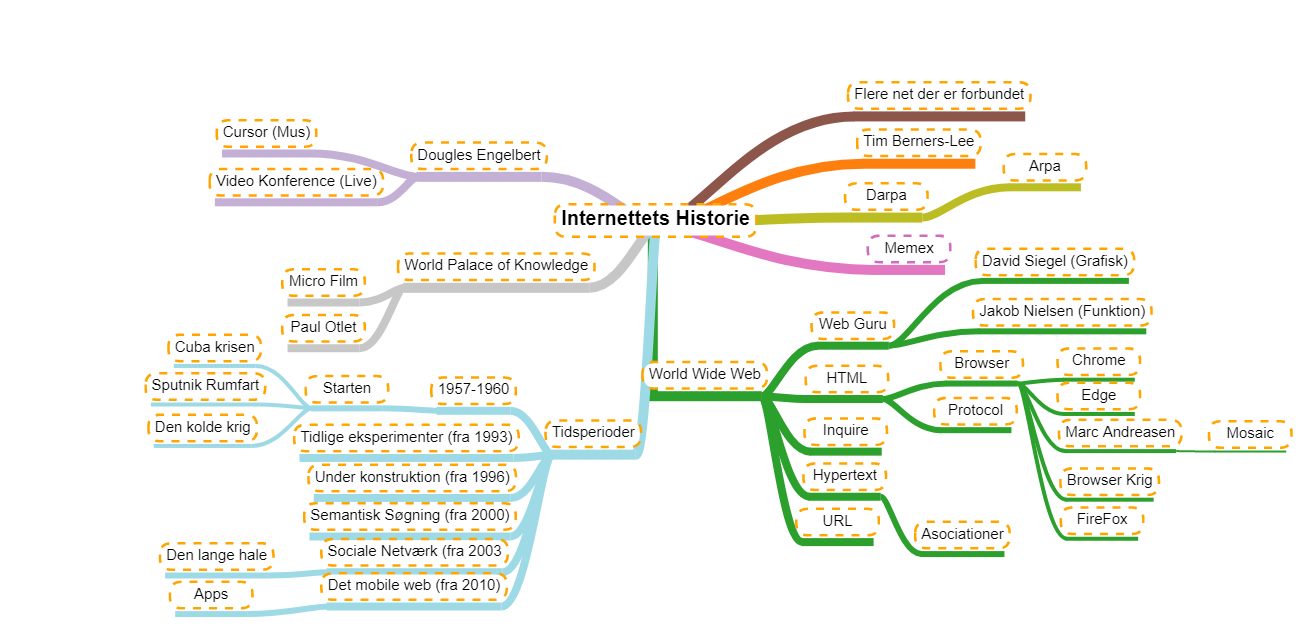 Internettets Historie
Flere net der er forbundet
Tim Berners-Lee
Darpa
Arpa
Memex
World Wide Web
Web Guru
David Siegel (Grafisk)
Jakob Nielsen (Funktion)
HTML
Browser
Chrome
Edge
Marc Andreasen
Mosaic
Browser Krig
FireFox
Protocol
Inquire
Hypertext
Asociationer
URL
Dougles Engelbert
Cursor (Mus)
Video Konference (Live)
World Palace of Knowledge
Micro Film
Paul Otlet
Tidsperioder
1957-1960
Starten
Cuba krisen
Sputnik Rumfart
Den kolde krig
Tidlige eksperimenter (fra 1993)
Under konstruktion (fra 1996)
Semantisk Søgning (fra 2000)
Sociale Netværk (fra 2003
Den lange hale
Det mobile web (fra 2010)
Apps